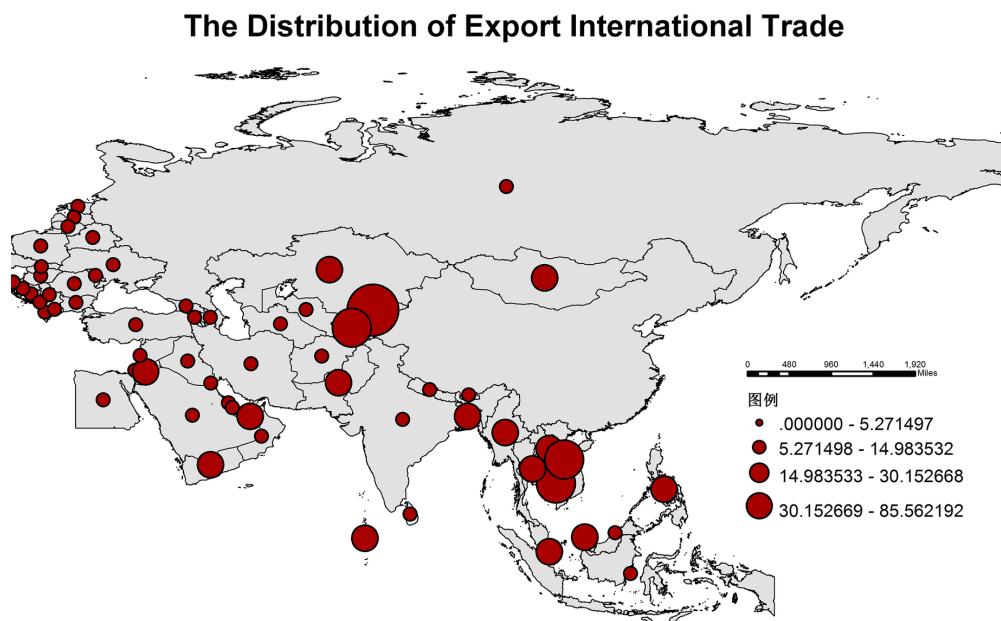 The Distribution of Export International Trade
0 480 960 1,440 1,920
Miles
图例
.000000 - 5.271497
5.271498 - 14.983532
14.983533 - 30.152668
30.152669 - 85.562192